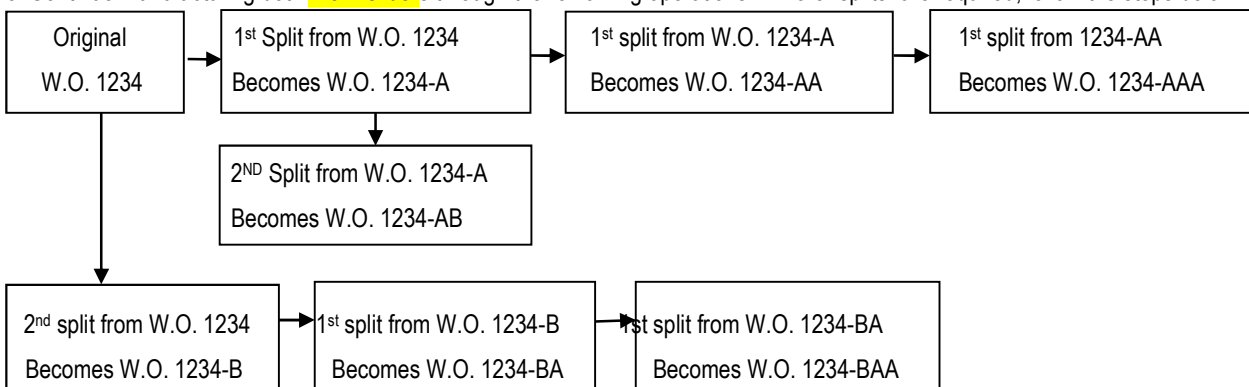 Original
W.O. 1234
1st Split from W.O. 1234
Becomes W.O. 1234-A
1st split from W.O. 1234-A
Becomes W.O. 1234-AA
1st split from 1234-AA
Becomes W.O. 1234-AAA
2ND Split from W.O. 1234-A
Becomes W.O. 1234-AB
2nd split from W.O. 1234
Becomes W.O. 1234-B
1st split from W.O. 1234-B
Becomes W.O. 1234-BA
1st split from W.O. 1234-BA
Becomes W.O. 1234-BAA